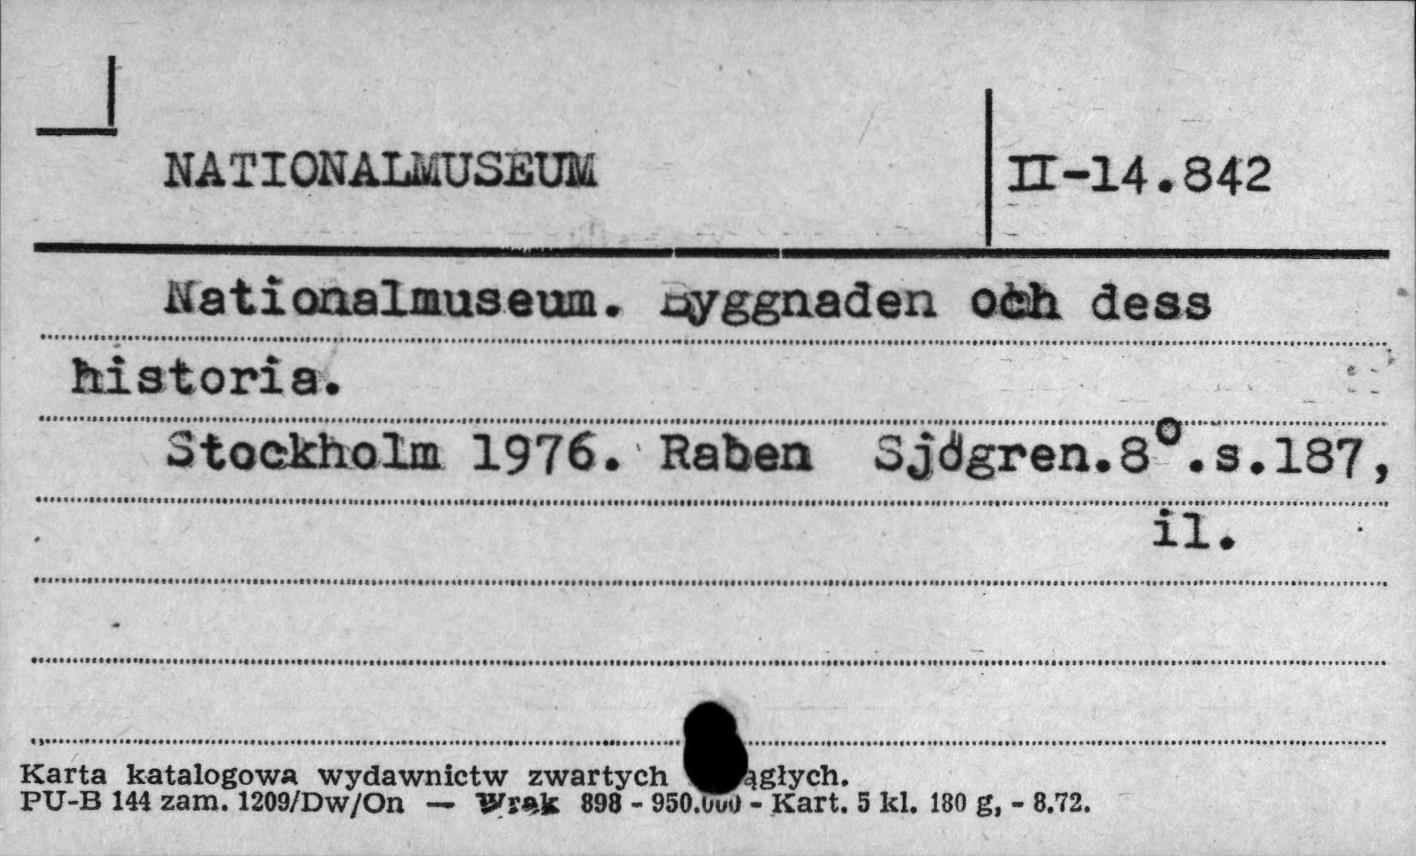 NATIONALMUSEUM
II-14.842
Nationalmuseum. Byggnaden och dess
historia.
Stockholm 1976. Raben Sjögren.8°.s.187,
il.
Karta katalogowa wydawnictw zwartych
PU-B 144 zam. 1209/Dw/On — 898 - 950.000 - Kart. 5 kl. 180 g, - 8.72.